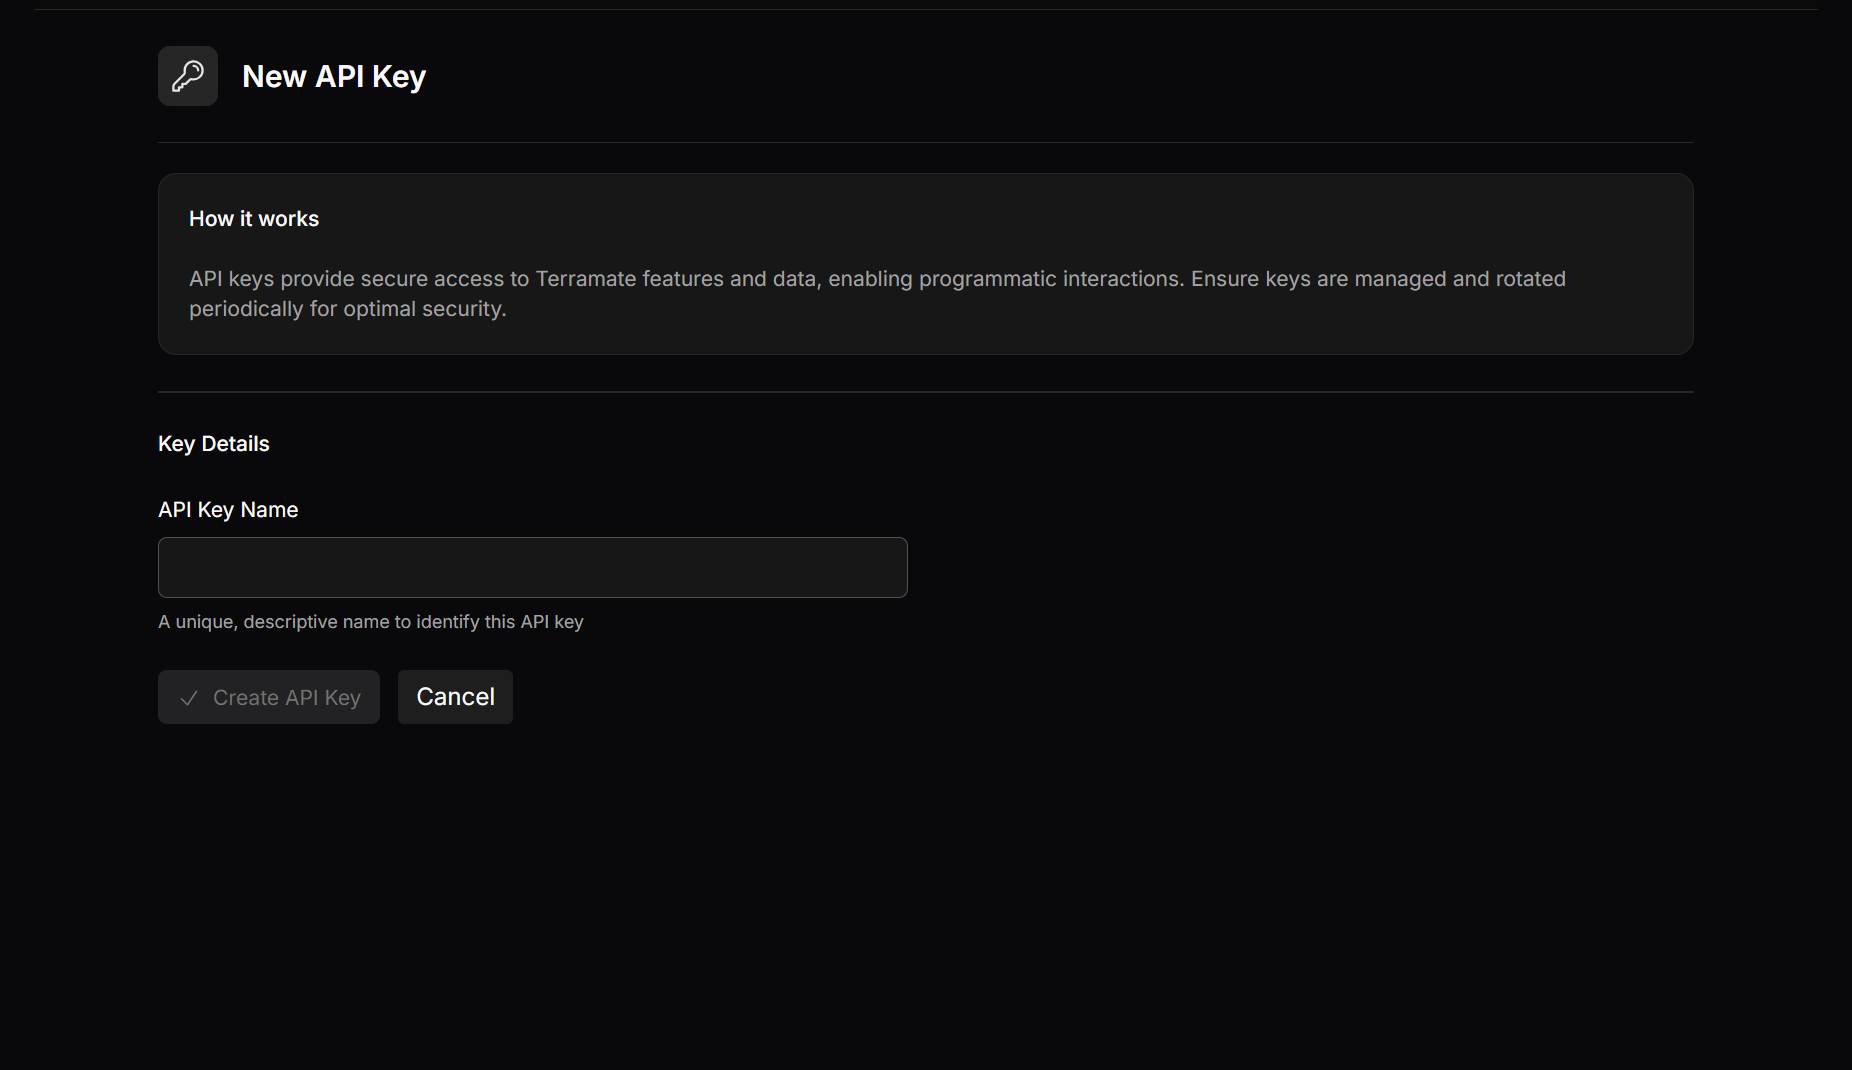 New API Key
How it works
API keys provide secure access to Terramate features and data, enabling programmatic interactions. Ensure keys are managed and rotated
periodically for optimal security.
Key Details
API Key Name
A unique, descriptive name to identify this API key
Create API Key
Cancel